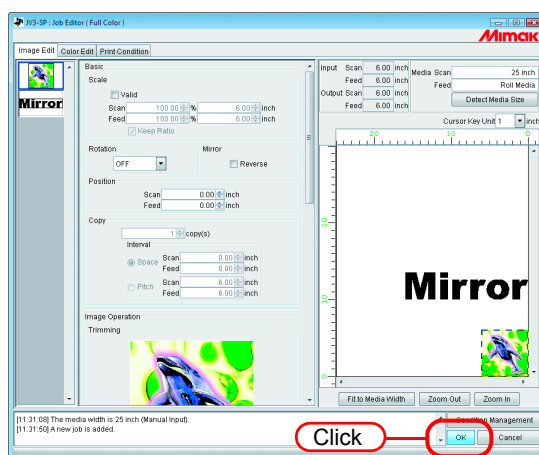 JV3-SP : Job Editor ( Full Color )
Mimaki
Image Edit Color Edit Print Condition
Mirror
Basic
Scale
Valid
Scan 100.00 % 6.00 inch
Feed 100.00 % 6.00 inch
Keep Ratio
Rotation Mirror
OFF Reverse
Position
Scan 0.00 inch
Feed 0.00 inch
Copy
1 copy(s)
Interval
Space Scan 0.00 inch
Feed 0.00 inch
Pitch Scan 6.00 inch
Feed 6.00 inch
Image Operation
Trimming
Input Scan 6.00 inch
Feed 6.00 inch
Output Scan 6.00 inch
Feed 6.00 inch
Media Scan 25 inch
Feed Roll Media
Detect Media Size
Cursor Key Unit 1 inch
20 10 0
0
10
Mirror
0
Fit to Media Width Zoom Out Zoom In
[11:31:08] The media width is 25 inch (Manual Input).
[11:31:50] A new job is added.
Condition Management
Click
OK Cancel